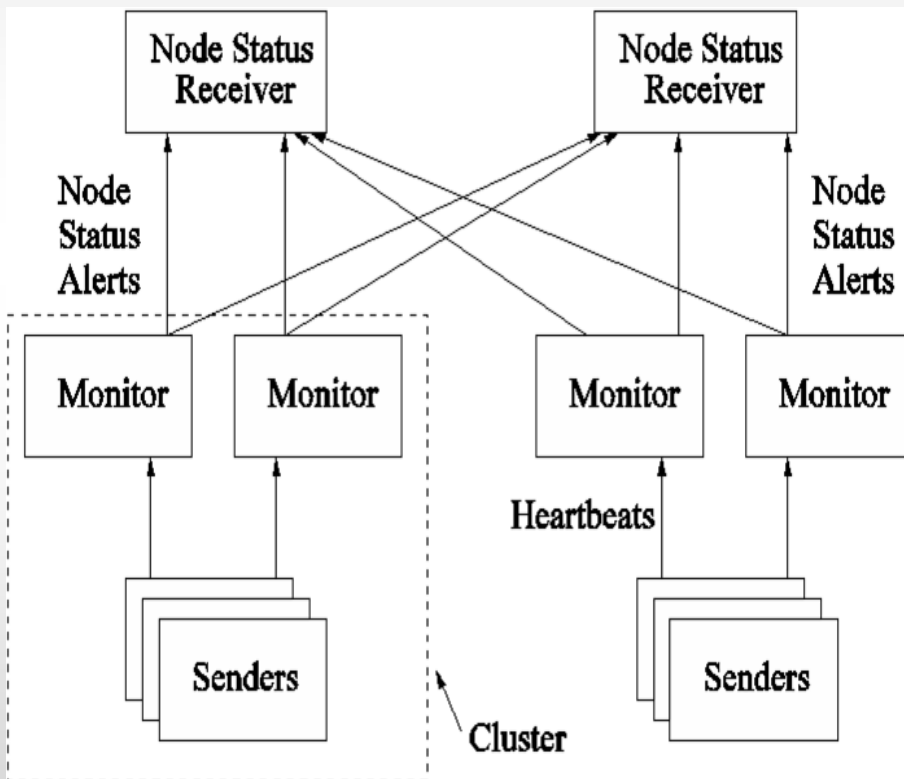 Node Status
Receiver
Node Status
Receiver
Node
Status
Alerts
Node
Status
Alerts
Monitor
Monitor
Monitor
Monitor
Heartbeats
Senders
Senders
Cluster